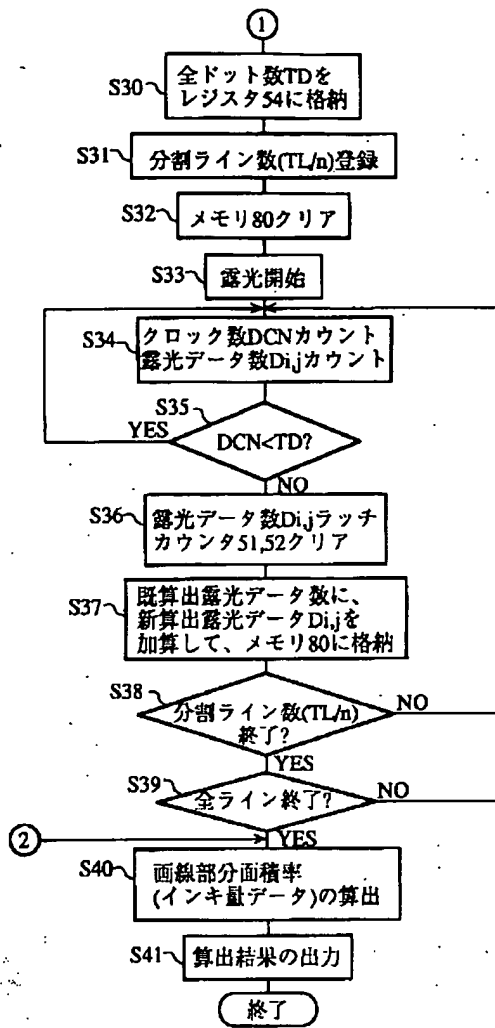 1
S30
全ドット数TDを
レジスタ54に格納
S31
分割ライン数(TL/n)登録
S32
メモリ80クリア
S33
露光開始
S34
クロック数DCNカウント
露光データ数Di,jカウント
S35
YES
DCN<TD?
NO
S36
露光データ数Di,jラッチ
カウンタ51,52クリア
S37
既算出露光データ数に、
新算出露光データDi,jを
加算して、メモリ80に格納
S38
分割ライン数(TL/n)
終了?
NO
YES
S39
全ライン終了?
NO
2
YES
S40
画線部分面積率
(インキ量データ)の算出
S41
算出結果の出力
終了